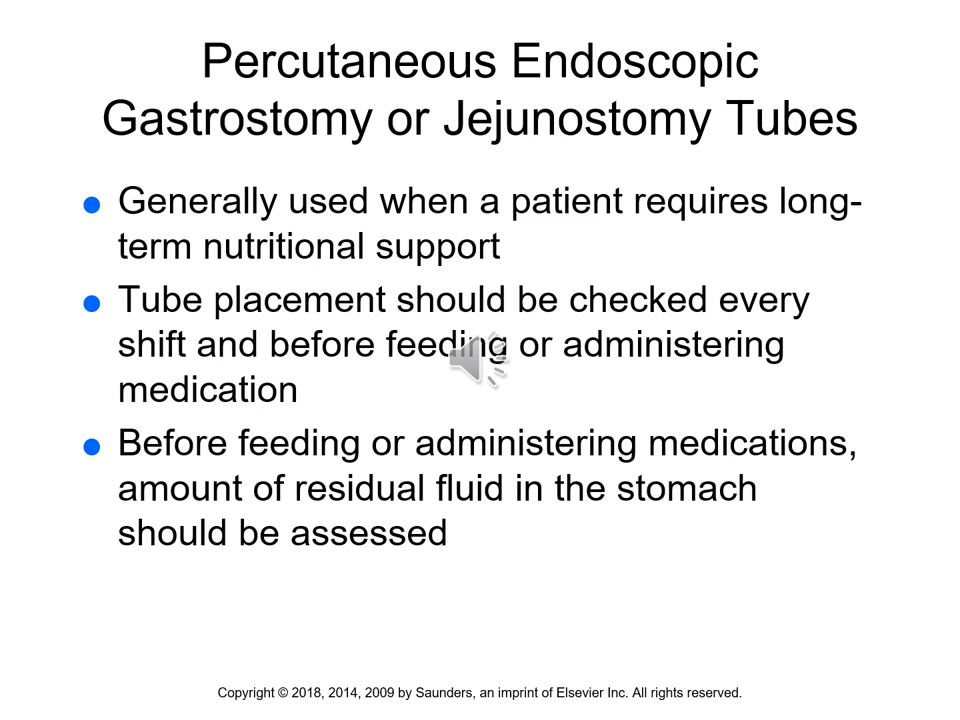 Percutaneous Endoscopic
Gastrostomy or Jejunostomy Tubes
Generally used when a patient requires long-
term nutritional support
Tube placement should be checked every
shift and before feeding or administering
medication
Before feeding or administering medications,
amount of residual fluid in the stomach
should be assessed
Copyright © 2018, 2014, 2009 by Saunders, an imprint of Elsevier Inc. All rights reserved.